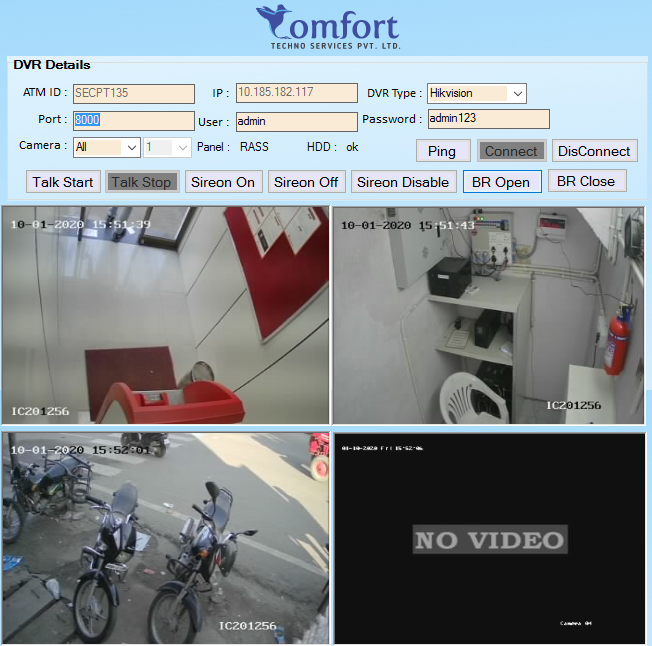 Comfort
TECHNO SERVICES PVT. LTD.
DVR Details
ATM ID : SECPT135 IP : 10.185.182.117 DVR Type : Hikvision
Port : 8000 User : admin Password : admin123
Camera : All 1 Panel : RASS HDD : ok
Ping Connect DisConnect
Talk Start Talk Stop Sireon On Sireon Off Sireon Disable BR Open BR Close
10-01-2020 15:51:39
IC201256
10-01-2020 15:51:43
IC201256
10-01-2020 15:52:01
IC201256
01-10-2020 Fri 15:52:06
NO VIDEO
Camera 04